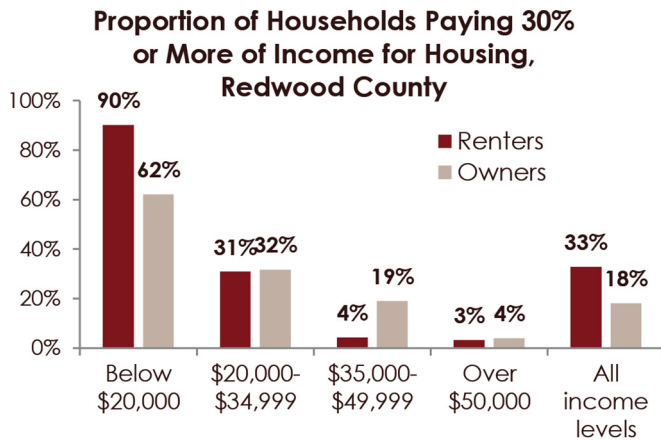 Proportion of Households Paying 30%
or More of Income for Housing,
Redwood County
100%
80%
60%
40%
20%
0%
90%
62%
31%
32%
4%
19%
3%
4%
33%
18%
Renters
Owners
Below
$20,000
$20,000-
$34,999
$35,000-
$49,999
Over
$50,000
All
income
levels